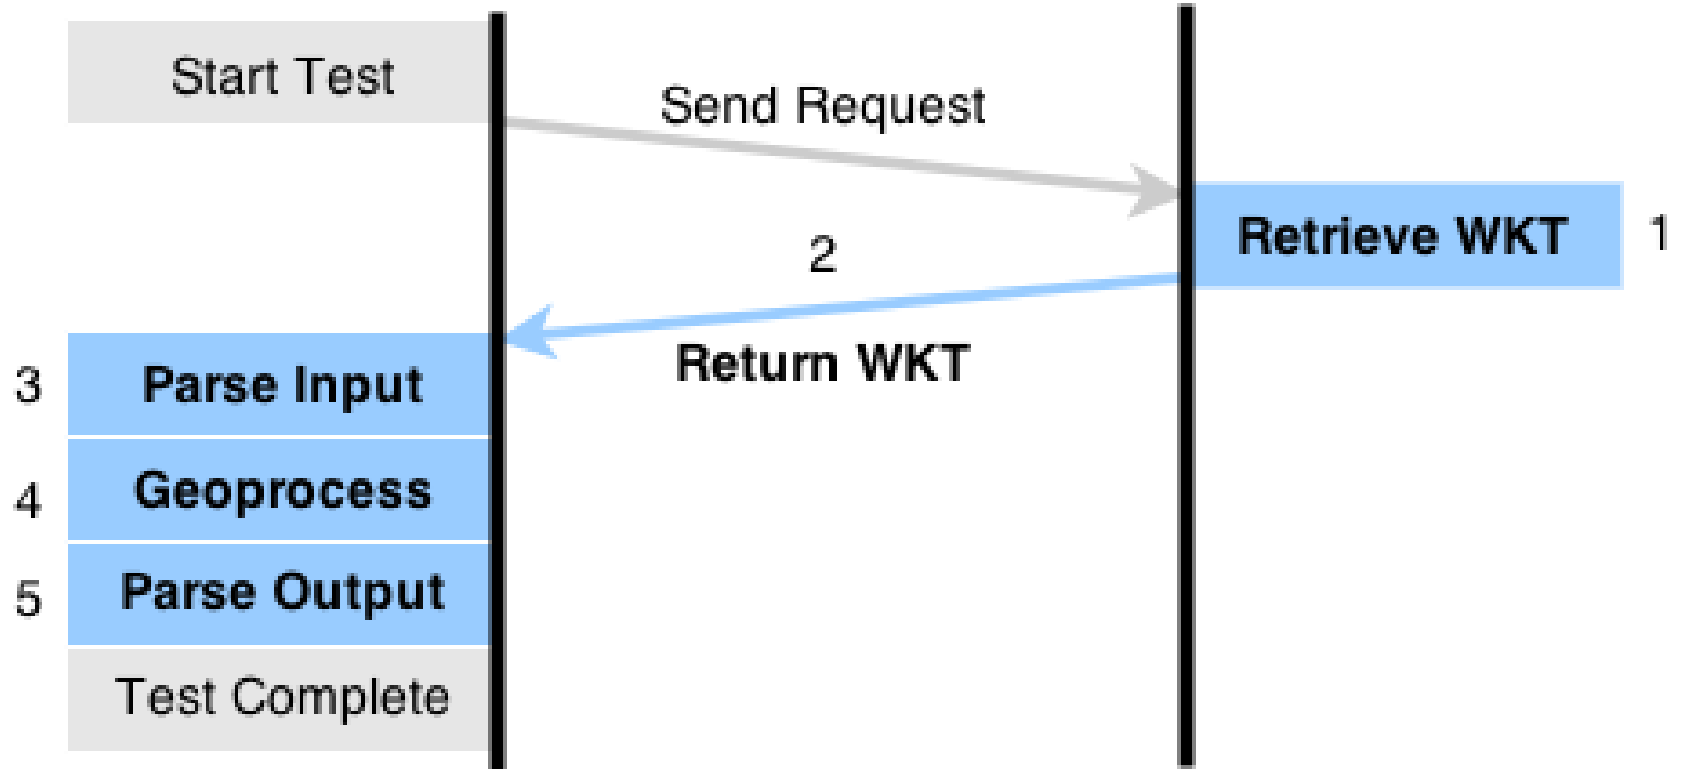 Start Test
Send Request
Retrieve WKT
1
2
Return WKT
3
Parse Input
4
Geoprocess
5
Parse Output
Test Complete